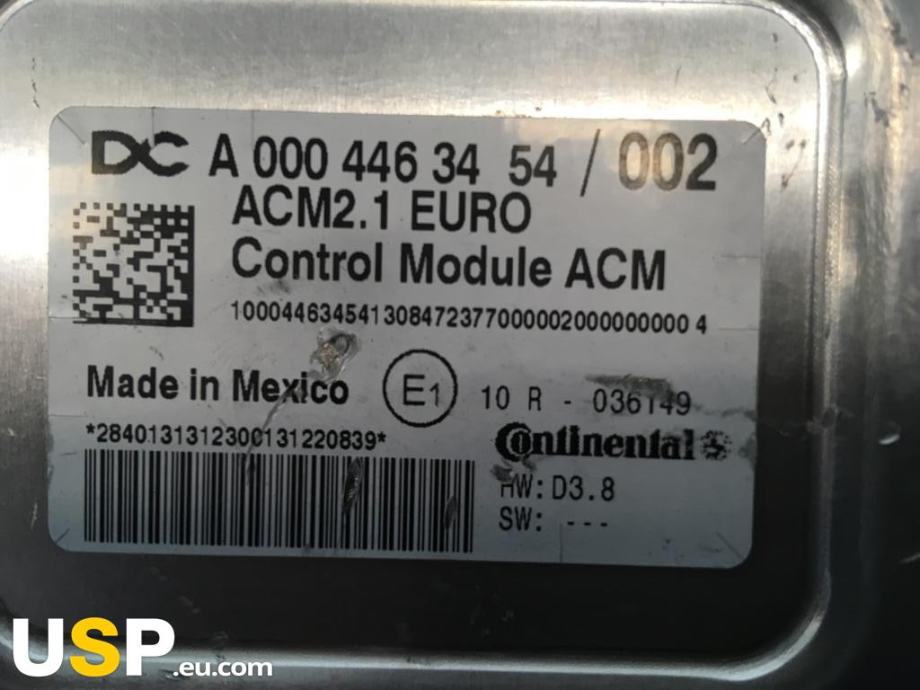 DC A 000 446 34 54 / 002
ACM2.1 EURO
Control Module ACM
10004463454130847237700000200000000 4
Made in Mexico E1 10 R - 036149
*2840131312300131220839*
Continental
HW: D3.8
SW: ---
USP.eu.com